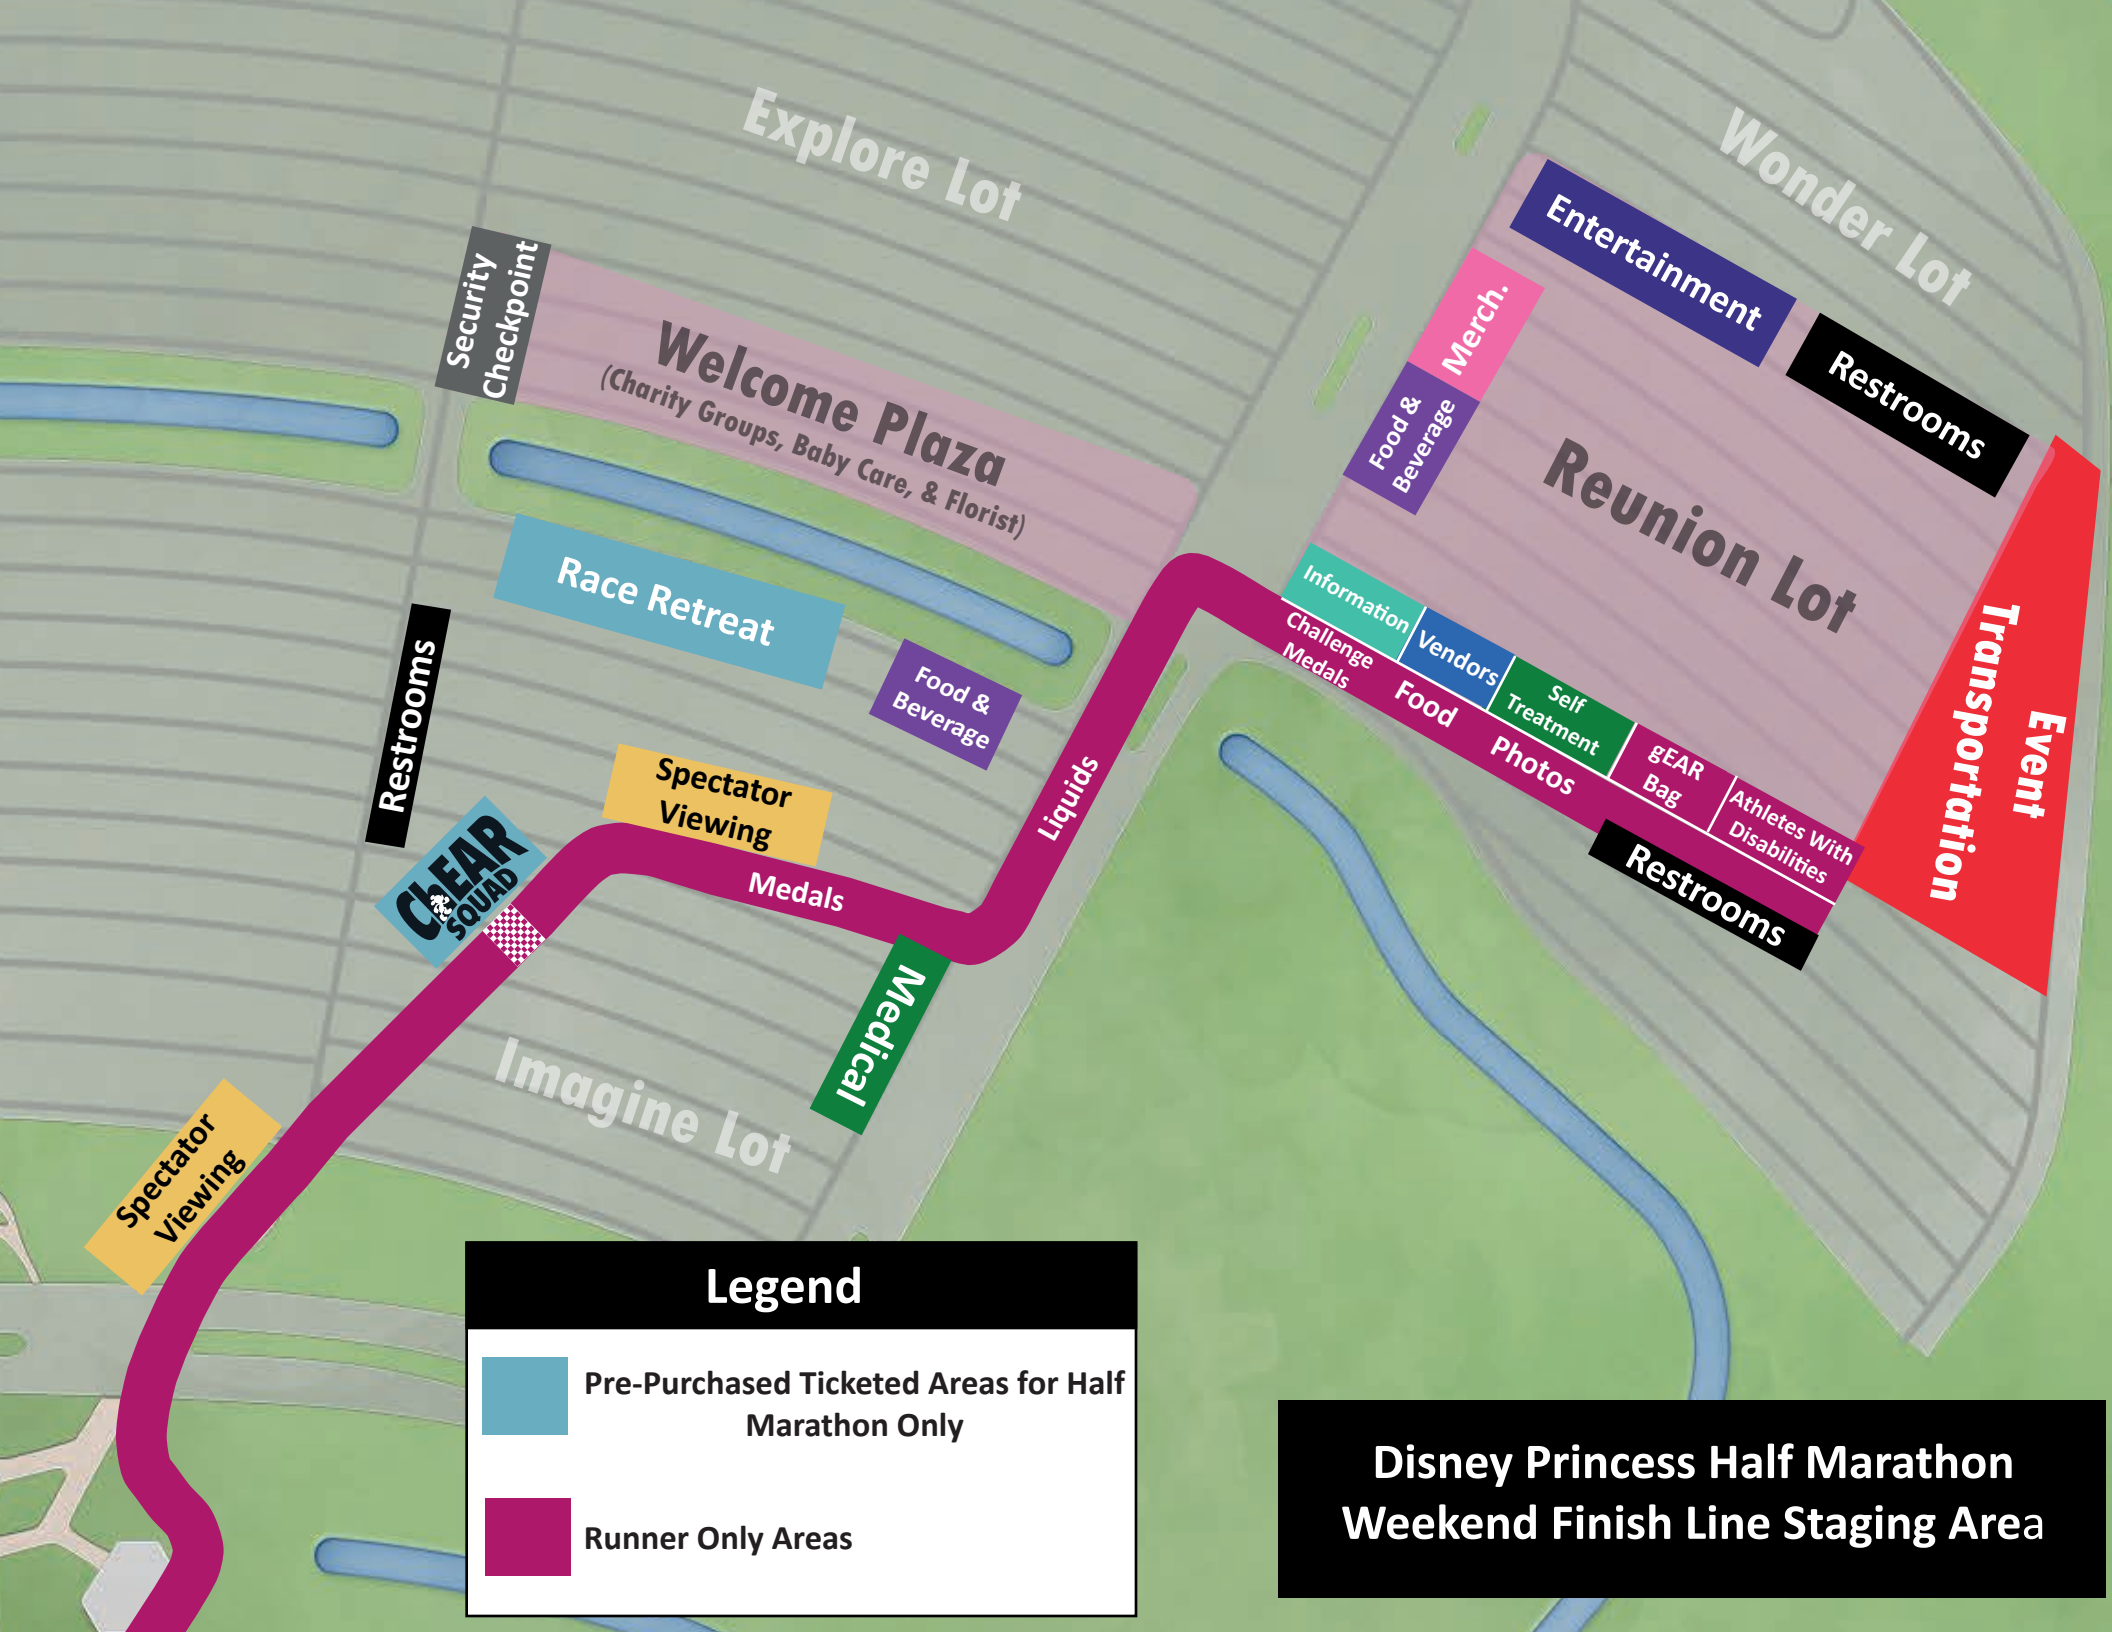 Explore Lot
Wonder Lot
Entertainment
Security
Checkpoint
Welcome Plaza
(Charity Groups, Baby Care, & Florist)
Merch.
Restrooms
Food &
Beverage
Reunion Lot
Race Retreat
Information
Challenge
Medals
Vendors
Self
Treatment
Food
Photos
gEAR
Bag
Athletes With
Disabilities
Event
Transportation
Restrooms
Restrooms
Food &
Beverage
Spectator
Viewing
Liquids
ChEAR
SQUAD
Medals
Medical
Imagine Lot
Spectator
Viewing
Legend
Pre-Purchased Ticketed Areas for Half
Marathon Only
Runner Only Areas
Disney Princess Half Marathon
Weekend Finish Line Staging Area